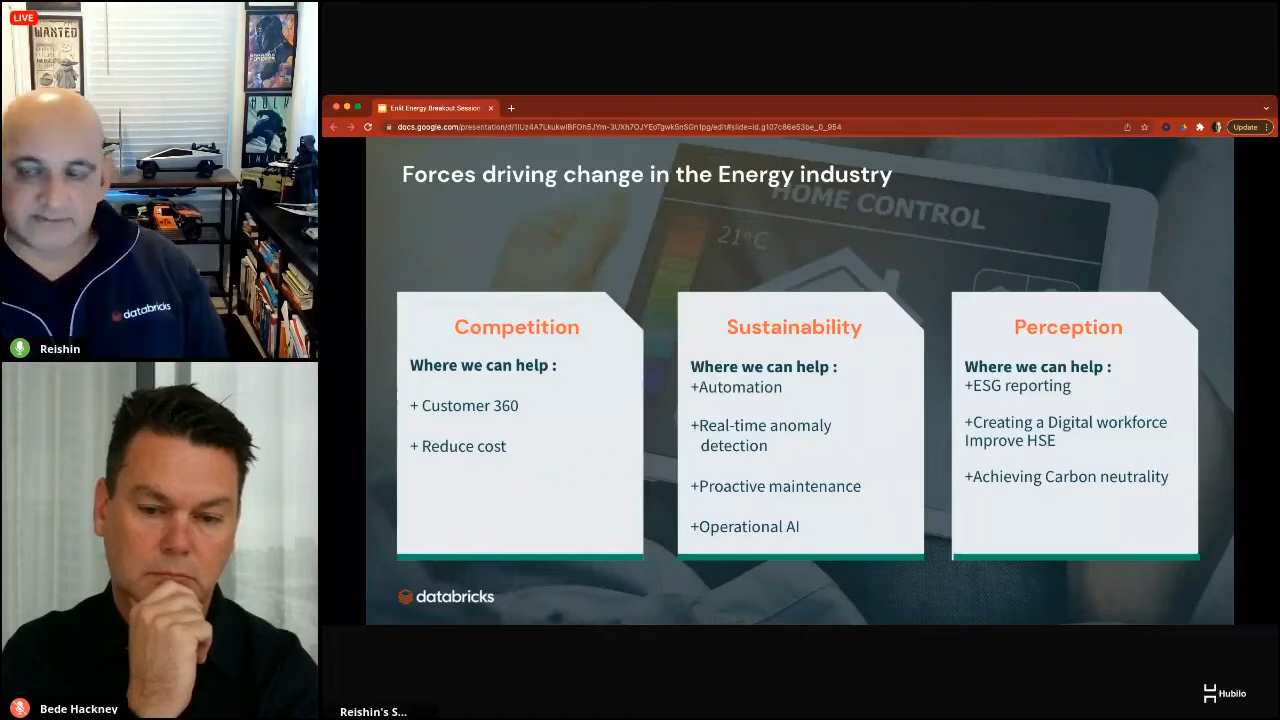 LIVE
WANTED
databricks
Reishin
Bede Hackney
Enlit Energy Breakout Session
Update
Forces driving change in the Energy industry
HOME CONTROL
21°C
Competition
Where we can help :
+ Customer 360
+ Reduce cost
Sustainability
Where we can help :
+Automation
+Real-time anomaly
detection
+Proactive maintenance
+Operational AI
Perception
Where we can help :
+ESG reporting
+Creating a Digital workforce
Improve HSE
+Achieving Carbon neutrality
databricks
Reishin's S...
Hubilo